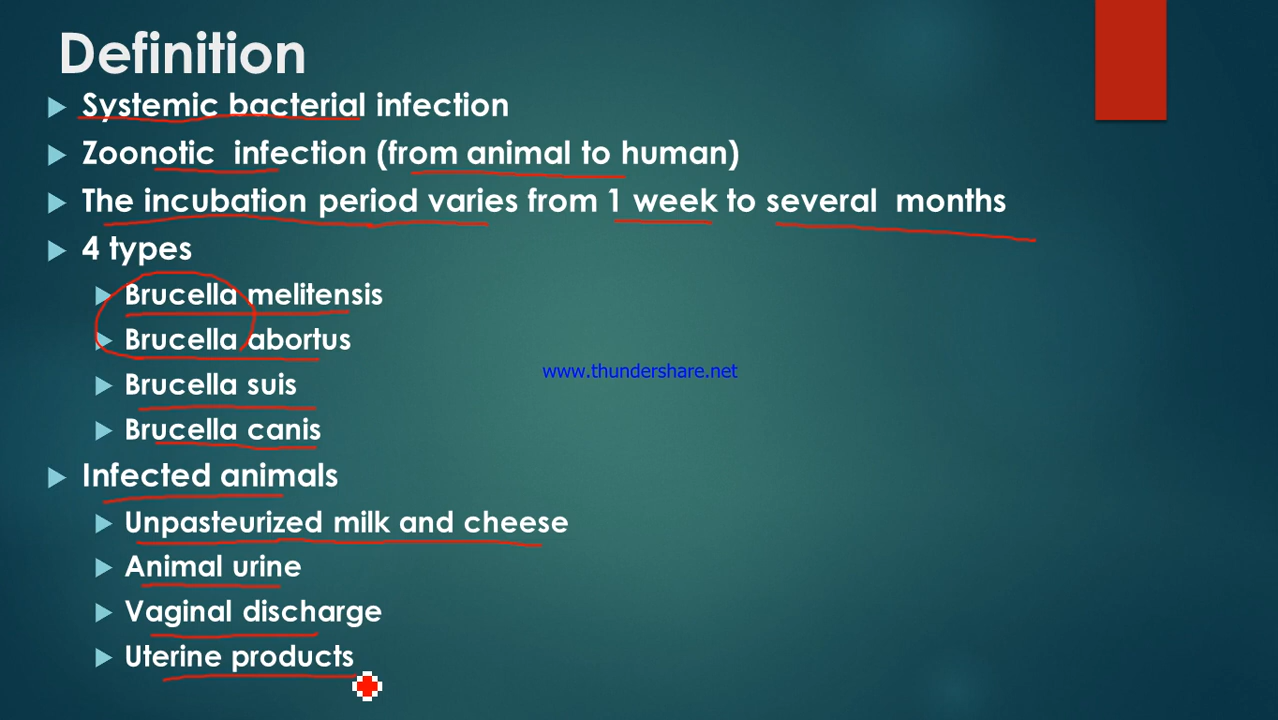 Definition
Systemic bacterial infection
Zoonotic infection (from animal to human)
The incubation period varies from 1 week to several months
4 types
Brucella melitensis
Brucella abortus
www.thundershare.net
Brucella suis
Brucella canis
Infected animals
Unpasteurized milk and cheese
Animal urine
Vaginal discharge
Uterine products